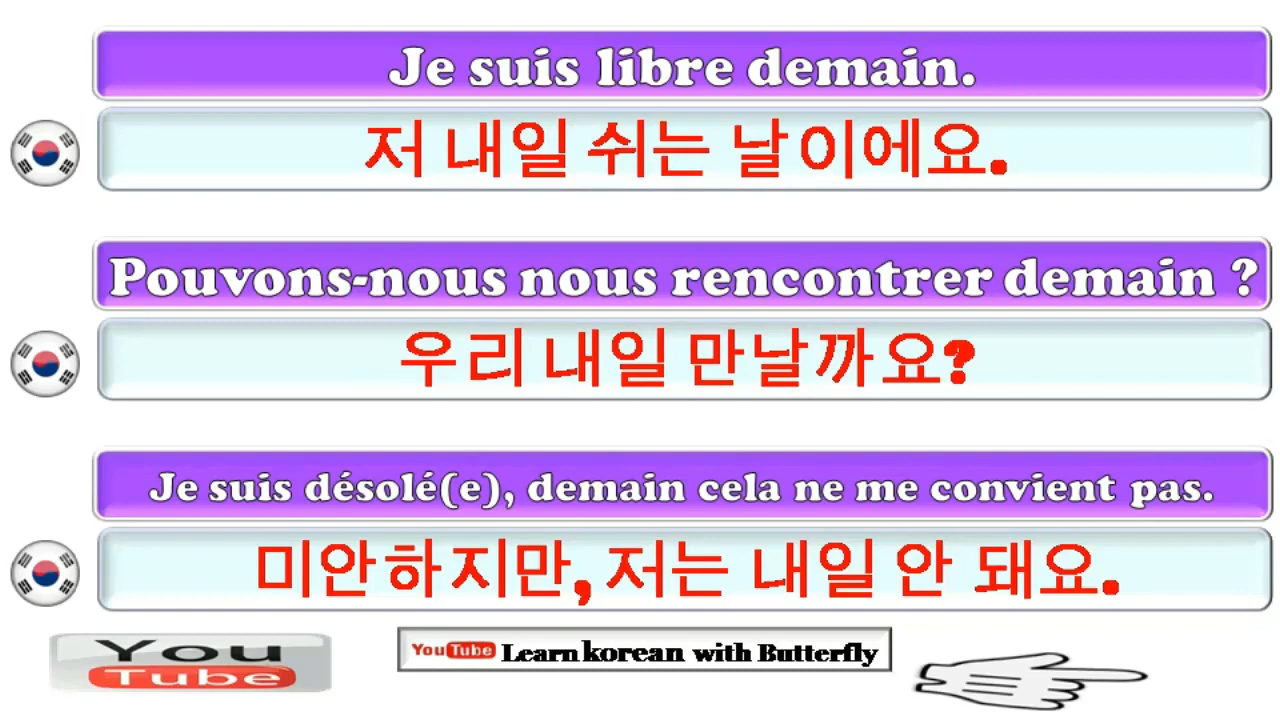 Je suis libre demain.
저 내일 쉬는 날이에요.
Pouvons-nous nous rencontrer demain ?
우리 내일 만날까요?
Je suis désolé(e), demain cela ne me convient pas.
미안하지만, 저는 내일 안 돼요.
You
Tube
YouTube Learn korean with Butterfly